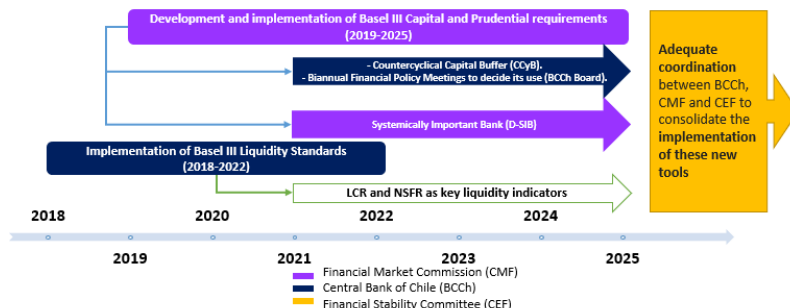 Development and implementation of Basel III Capital and Prudential requirements
(2019-2025)
- Countercyclical Capital Buffer (CCyB).
- Biannual Financial Policy Meetings to decide its use (BCCh Board).
Systemically Important Bank (D-SIB)
Implementation of Basel III Liquidity Standards
(2018-2022)
LCR and NSFR as key liquidity indicators
Adequate
coordination
between BCCh,
CMF and CEF to
consolidate the
implementation
of these new
tools
2018
2020
2022
2024
2019
2021
2023
2025
Financial Market Commission (CMF)
Central Bank of Chile (BCCh)
Financial Stability Committee (CEF)